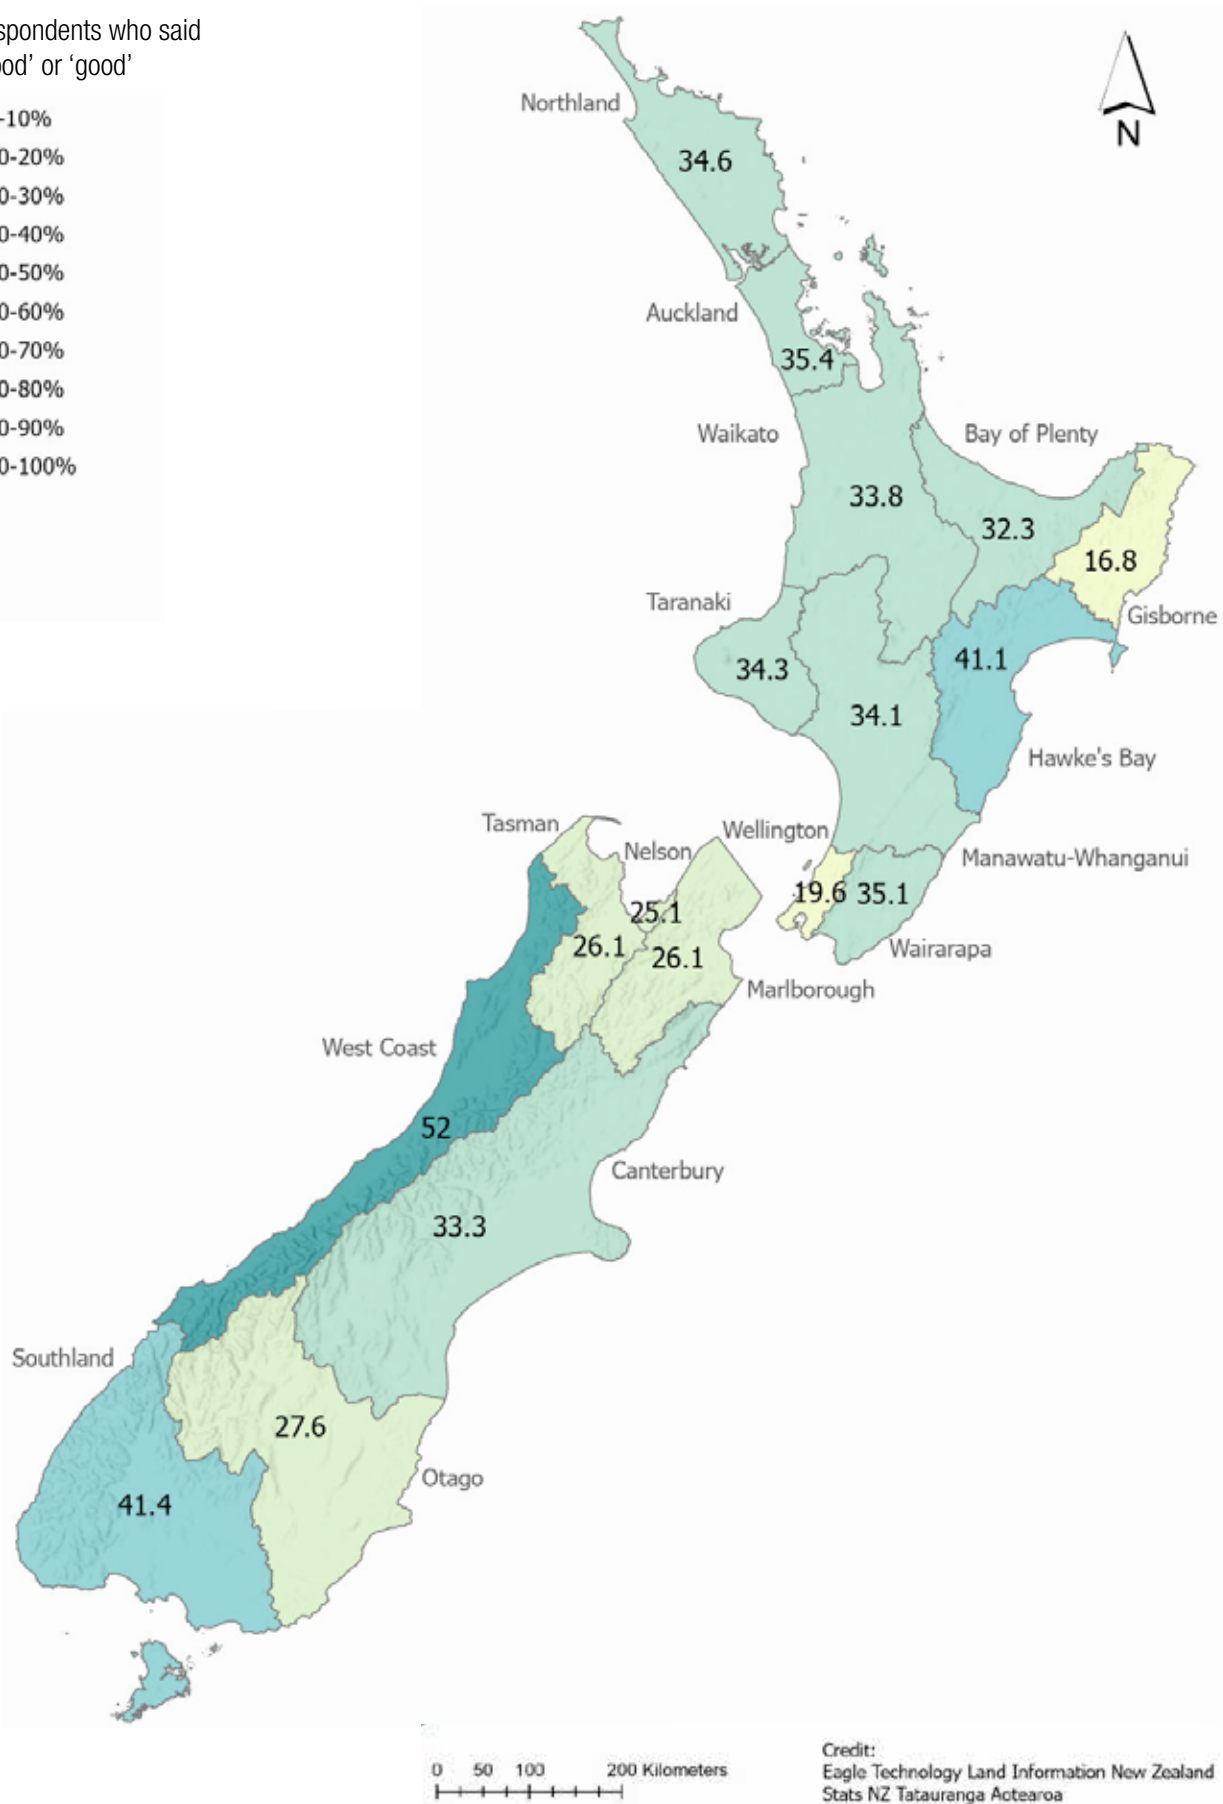 spondents who said
ood’ or ‘good’
-10%
0-20%
0-30%
0-40%
0-50%
0-60%
0-70%
0-80%
0-90%
0-100%
N
Northland
34.6
Auckland
35.4
Waikato
Bay of Plenty
33.8
32.3
16.8
Taranaki
Gisborne
34.3
41.1
34.1
Hawke's Bay
Tasman
Wellington
Nelson
Manawatu-Whanganui
19.6
35.1
25.1
26.1
26.1
Wairarapa
Marlborough
West Coast
52
Canterbury
33.3
Southland
27.6
Otago
41.4
0 50 100 200 Kilometers
Credit:
Eagle Technology Land Information New Zealand
Stats NZ Tatauranga Aotearoa